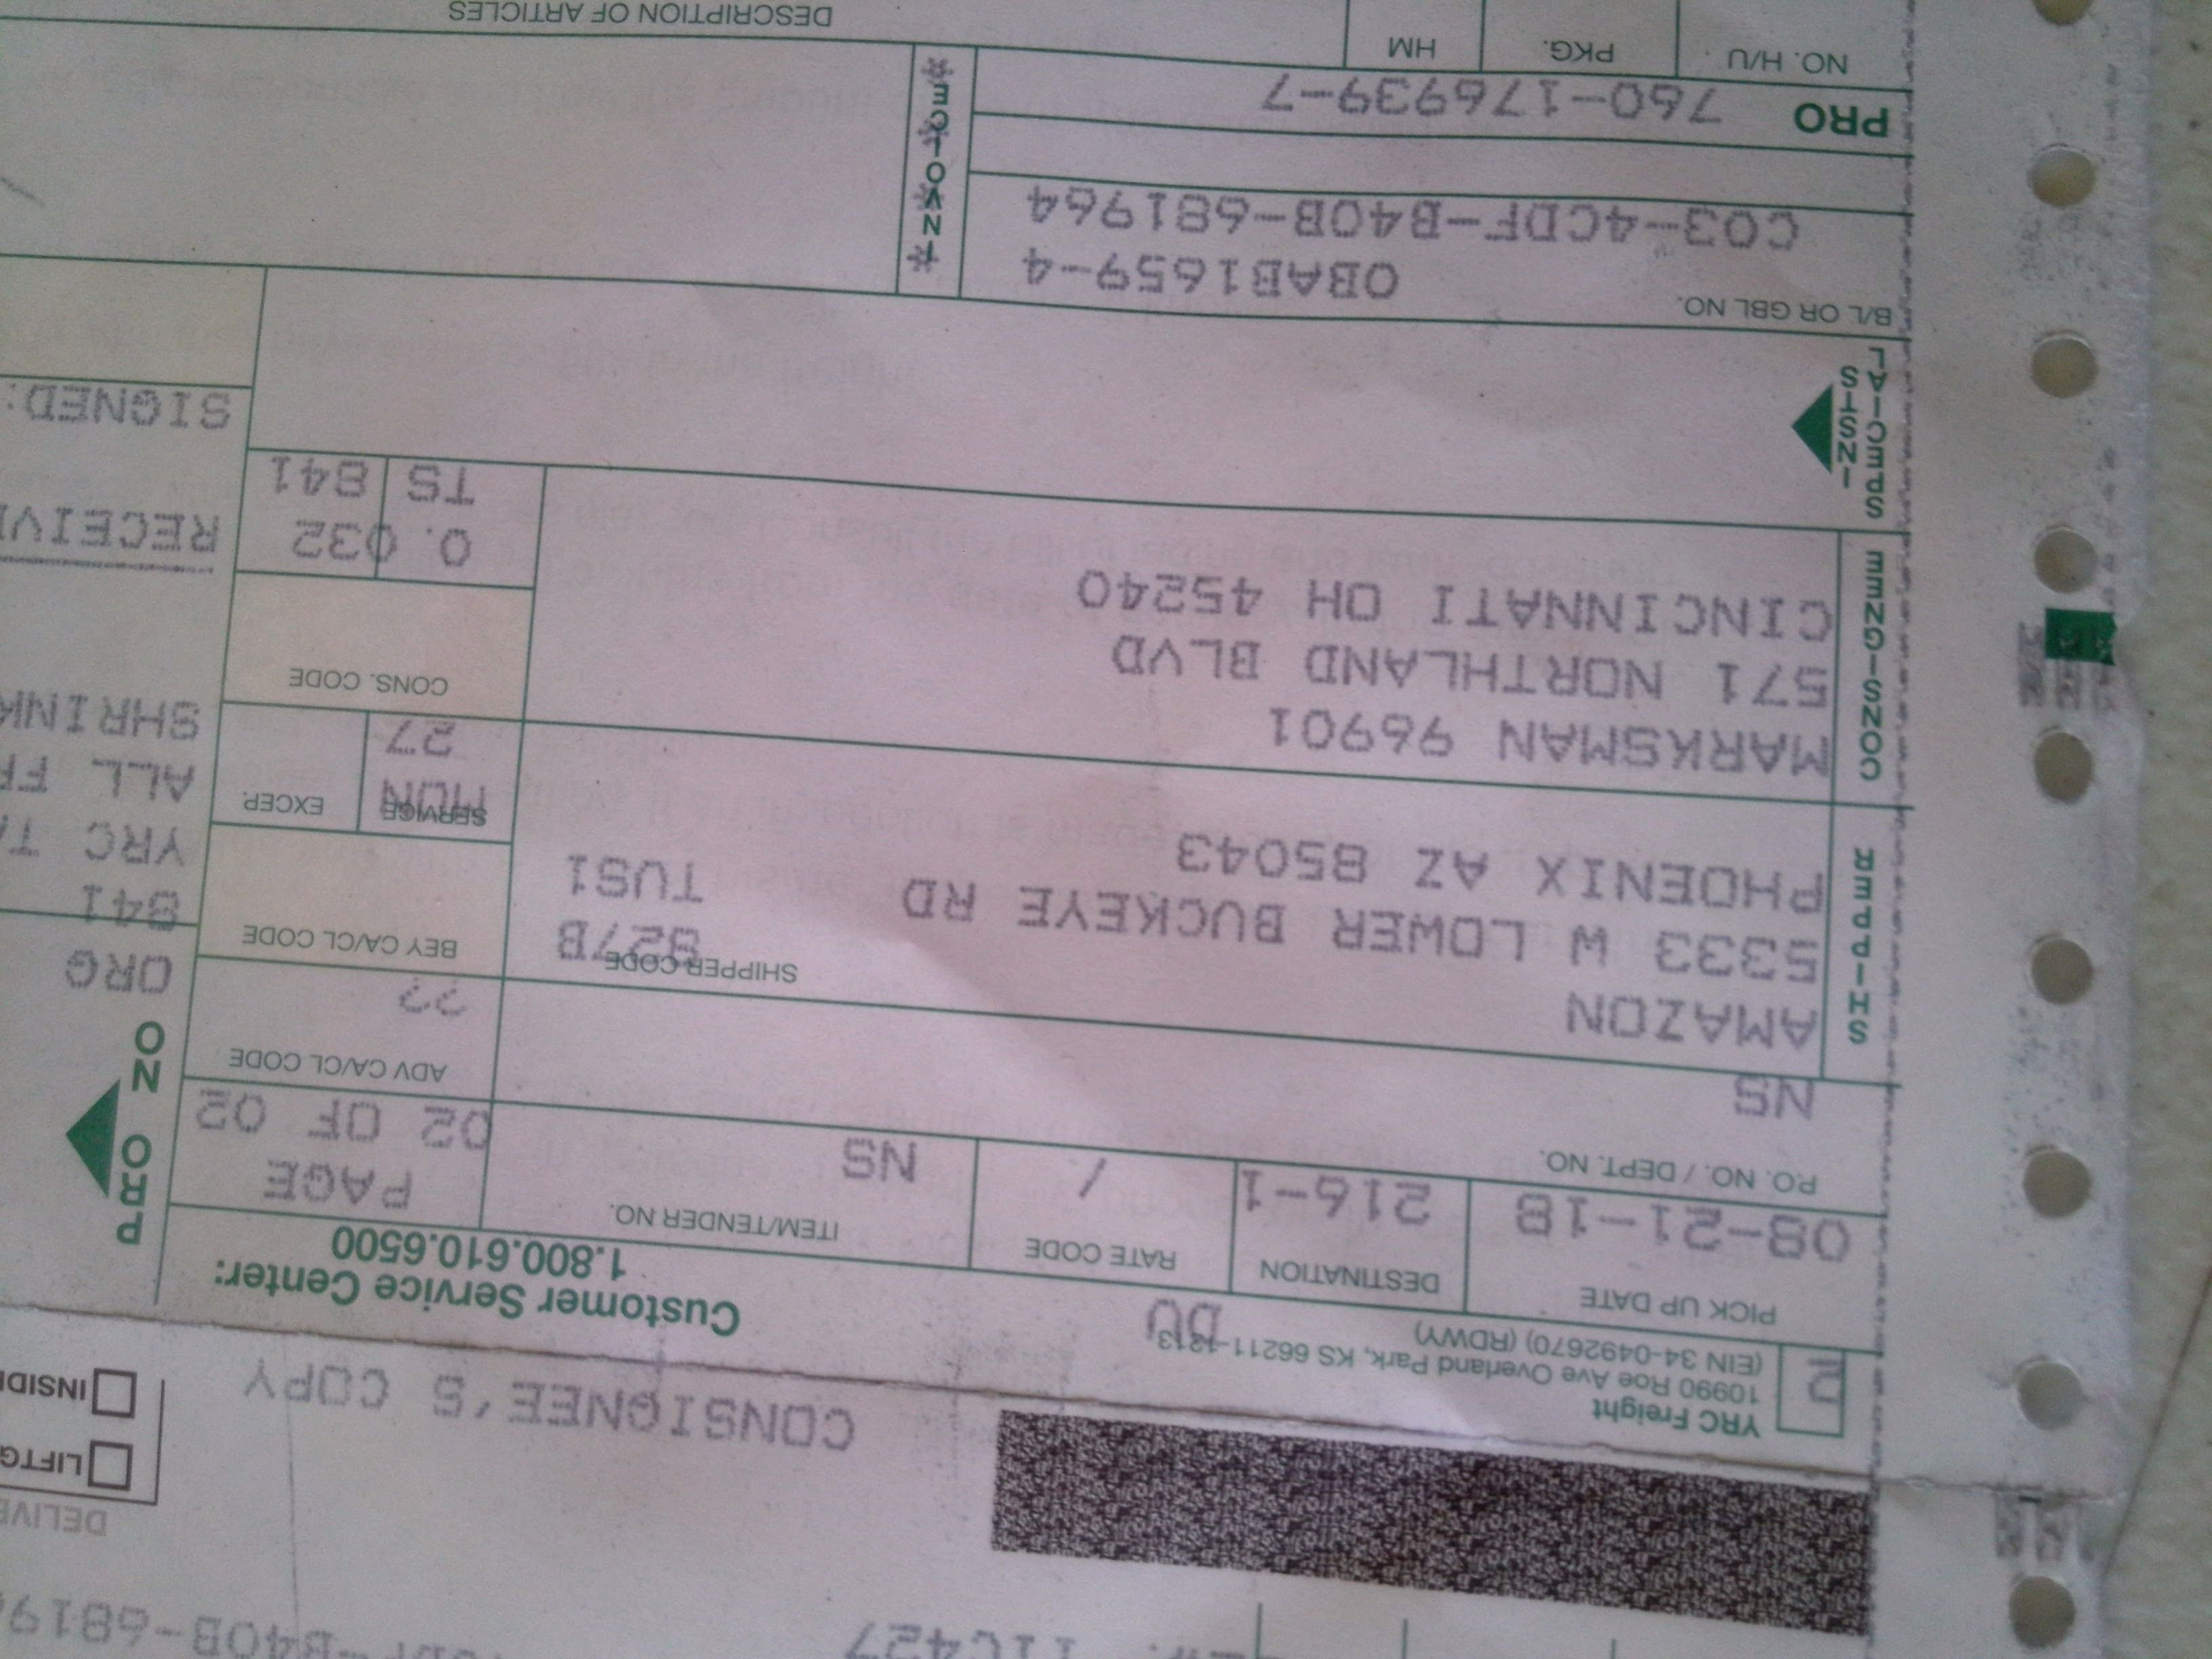 CONSIGNEE'S COPY
LIFTG
INSIDE
DELIVE
R
YRC Freight
10990 Roe Ave Overland Park, KS 66211-1213
(EIN 34-0492670) (RDWY)
DU
Customer Service Center:
1.800.610.6500
PICK UP DATE
08-21-18
DESTINATION
216-1
RATE CODE
/
ITEM/TENDER NO.
NS
PAGE
02 OF 02
PRO
NO
P.O. NO. / DEPT. NO.
NS
ADV CA/CL CODE
??
ORG
841
SHIPPER
AMAZON
5333 W LOWER BUCKEYE RD
PHOENIX AZ 85043
SHIPPER CODE
827B
TUS1
BEY CA/CL CODE
YRC TA
ALL FR
SHRINK
SERVICE
MON
27
EXCEP.
CONSIGNEE
MARKSMAN 96901
571 NORTHLAND BLVD
CINCINNATI OH 45240
CONS. CODE
0.032
TS 841
RECEIVE
SIGNED:
SPECIAL
INSTS
B/L OR GBL NO.
OBAB1659-4
C03-4CDF-B40B-681964
INVOICE
PRO
760-176939-7
NO. H/U
PKG.
HM
DESCRIPTION OF ARTICLES